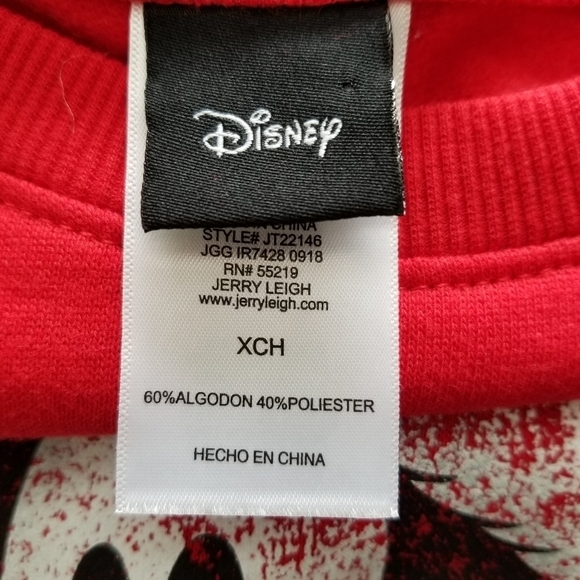 Disney
CHINA
STYLE# JT22146
JGG IR7428 0918
RN# 55219
JERRY LEIGH
www.jerryleigh.com
XCH
60%ALGODON 40%POLIESTER
HECHO EN CHINA